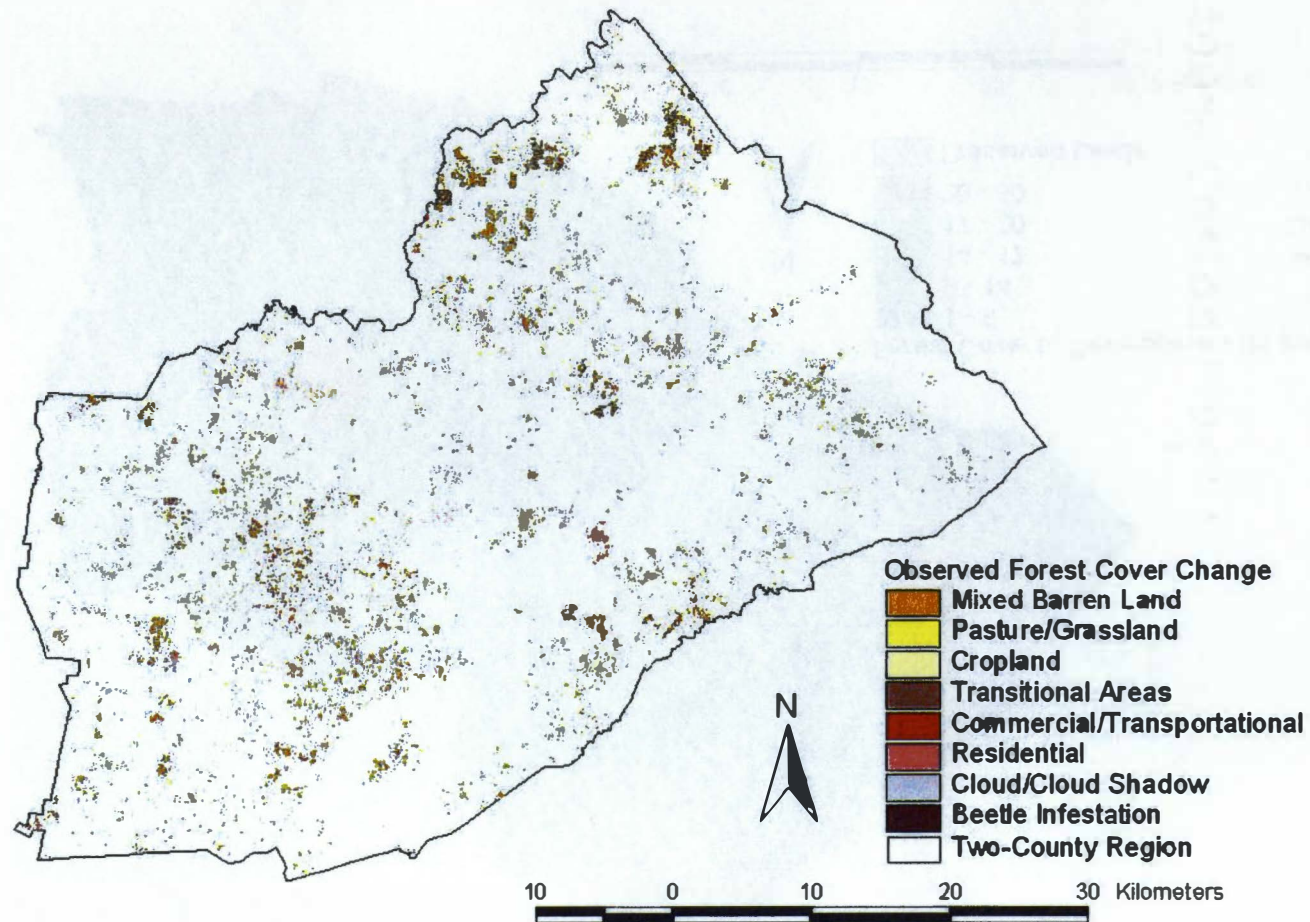 Observed Forest Cover Change
Mixed Barren Land
Pasture/Grassland
Cropland
Transitional Areas
Commercial/Transportational
Residential
Cloud/Cloud Shadow
Beetle Infestation
Two-County Region
N
10 0 10 20 30 Kilometers